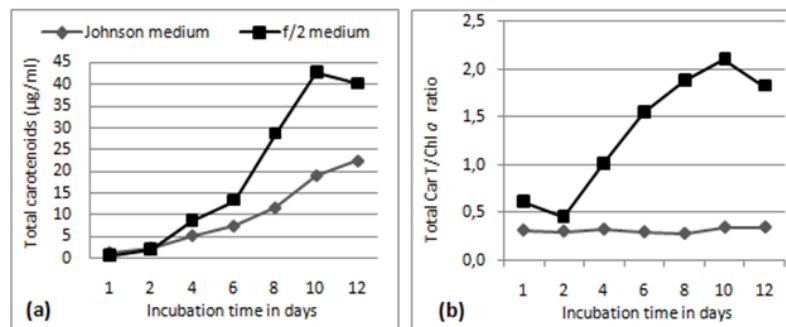 Johnson medium
f/2 medium
Total carotenoids (µg/ml)
45
40
35
30
25
20
15
10
5
0
1 2 4 6 8 10 12
Incubation time in days
(a)
Total CarT/Chl a ratio
2,5
2,0
1,5
1,0
0,5
0,0
1 2 4 6 8 10 12
Incubation time in days
(b)